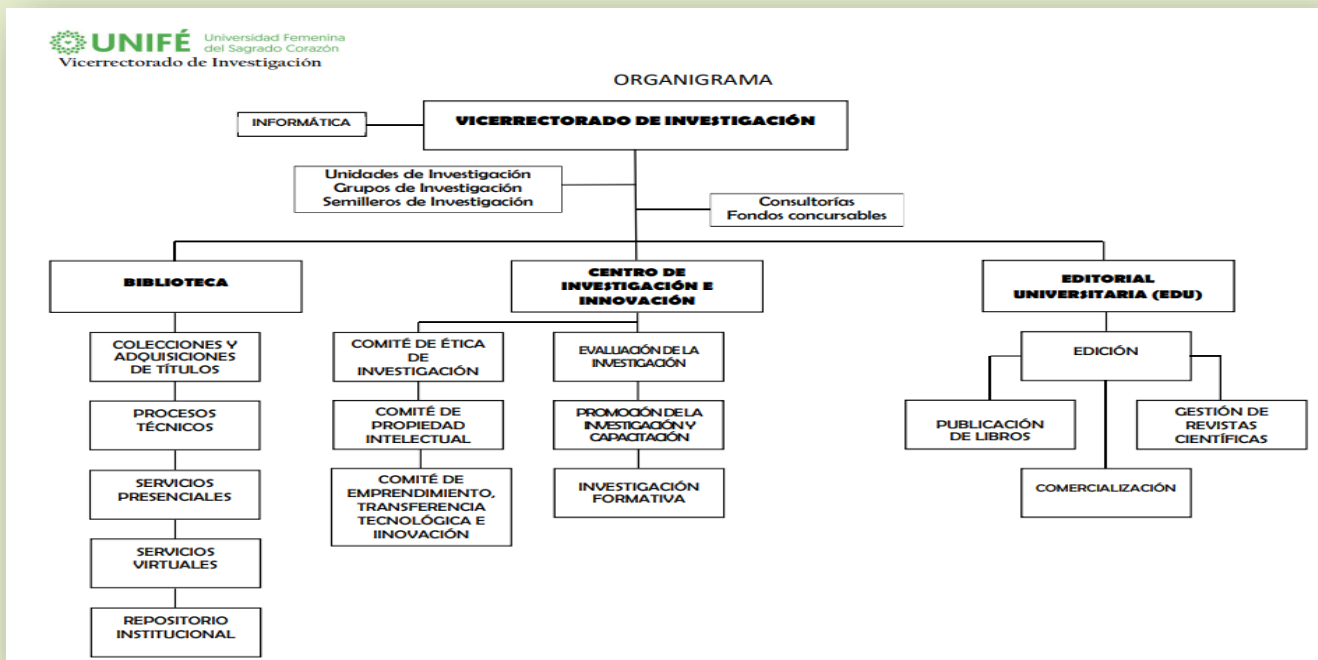 UNIFÉ
Universidad Femenina
del Sagrado Corazón
Vicerrectorado de Investigación
ORGANIGRAMA
INFORMÁTICA
VICERRECTORADO DE INVESTIGACIÓN
Unidades de Investigación
Grupos de Investigación
Semilleros de Investigación
Consultorías
Fondos concursables
BIBLIOTECA
COLECCIONES Y
ADQUISICIONES
DE TÍTULOS
PROCESOS
TÉCNICOS
SERVICIOS
PRESENCIALES
SERVICIOS
VIRTUALES
REPOSITORIO
INSTITUCIONAL
CENTRO DE
INVESTIGACIÓN E
INNOVACIÓN
COMITÉ DE ÉTICA
DE
INVESTIGACIÓN
COMITÉ DE
PROPIEDAD
INTELECTUAL
COMITÉ DE
EMPRENDIMIENTO,
TRANSFERENCIA
TECNOLÓGICA E
IINOVACIÓN
EVALUACIÓN DE LA
INVESTIGACIÓN
PROMOCIÓN DE LA
INVESTIGACIÓN Y
CAPACITACIÓN
INVESTIGACIÓN
FORMATIVA
EDITORIAL
UNIVERSITARIA (EDU)
EDICIÓN
PUBLICACIÓN
DE LIBROS
GESTIÓN DE
REVISTAS
CIENTÍFICAS
COMERCIALIZACIÓN